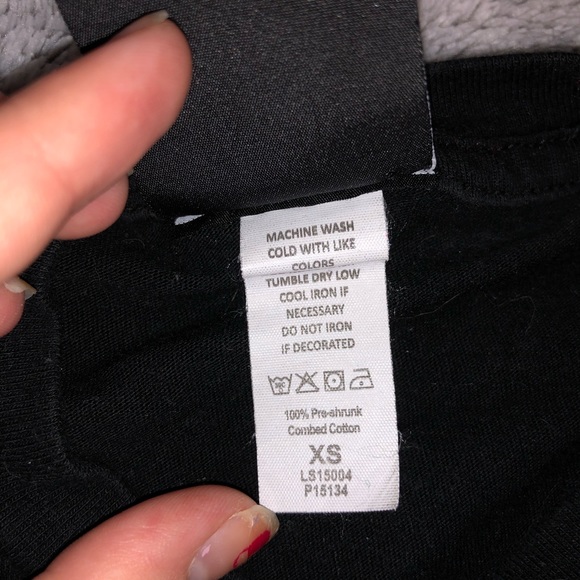 MACHINE WASH
COLD WITH LIKE
COLORS
TUMBLE DRY LOW
COOL IRON IF
NECESSARY
DO NOT IRON
IF DECORATED
100% Pre-shrunk
Combed Cotton
XS
LS15004
P15134